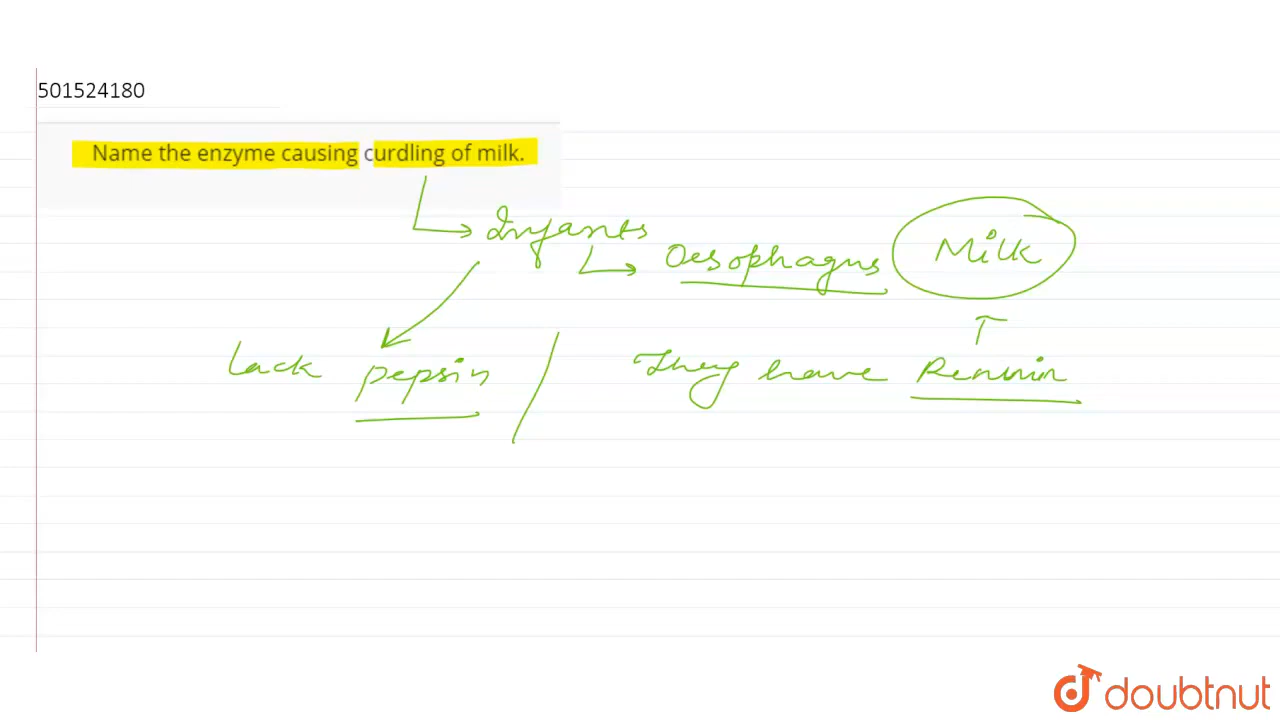 501524180
Name the enzyme causing curdling of milk.
Infants
Oesophagus Milk
Lack pepsin / They have Rennin
doubtnut